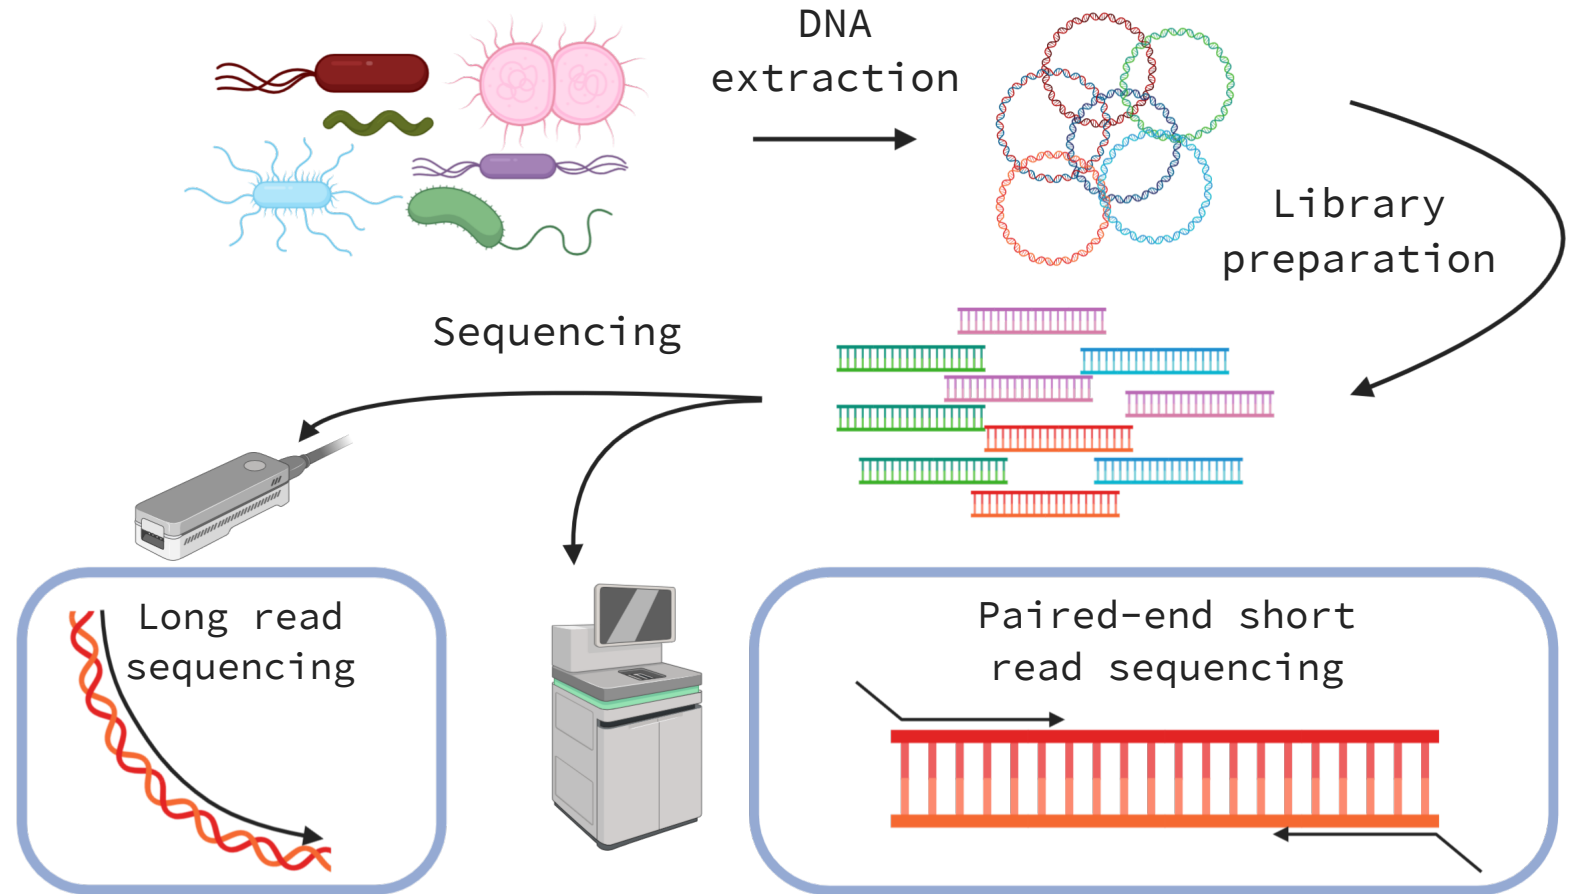 DNA
extraction
Library
preparation
Sequencing
Long read
sequencing
Paired-end short
read sequencing